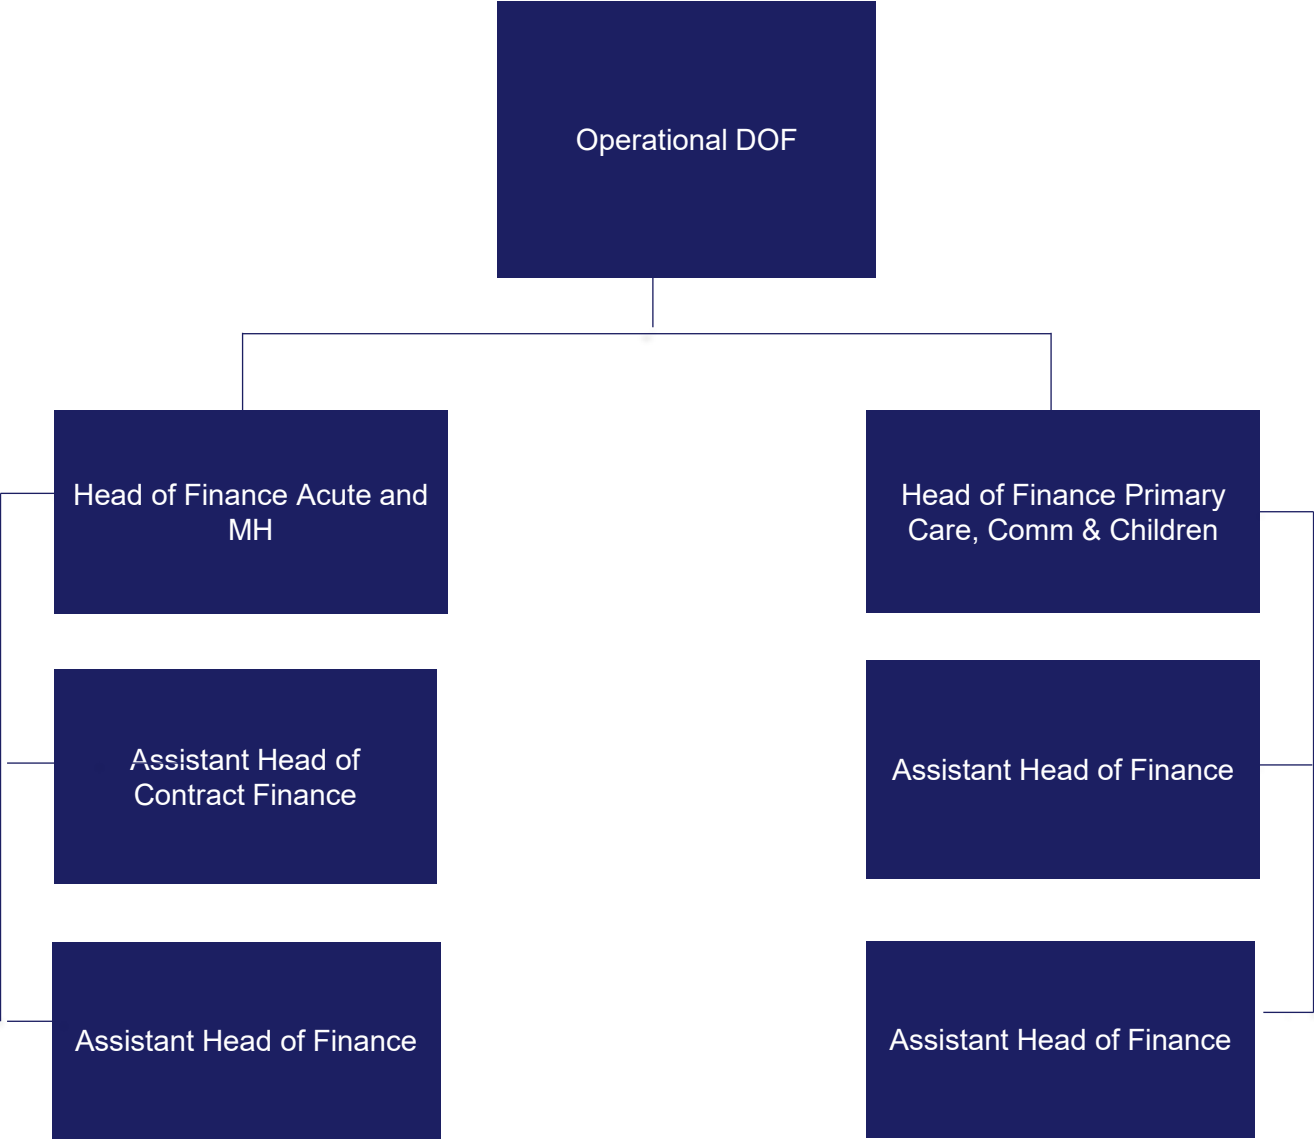 Operational DOF
Head of Finance Acute and
MH
Head of Finance Primary
Care, Comm & Children
Assistant Head of
Contract Finance
Assistant Head of Finance
Assistant Head of Finance
Assistant Head of Finance